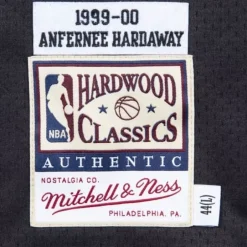 1999-00
ANFERNEE HARDAWAY
NBA
HARDWOOD
CLASSICS
AUTHENTIC
NOSTALGIA CO.
Mitchell & Ness
PHILADELPHIA, PA.
44(L)